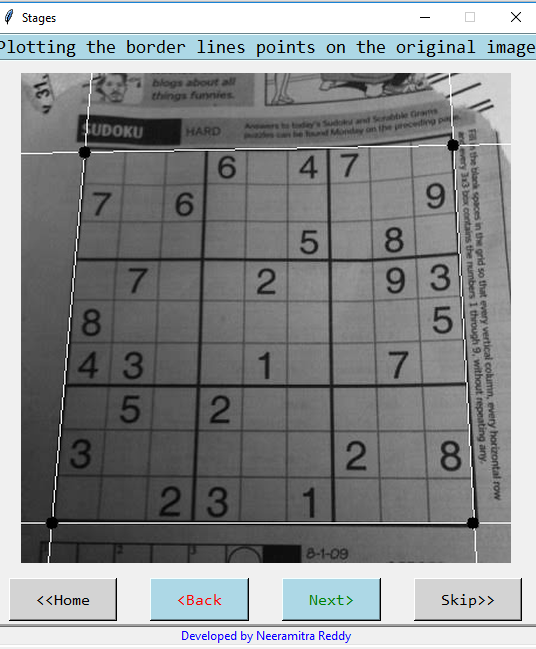 Stages
Plotting the border lines points on the original image
blogs about all
things funnies.
SUDOKU HARD Answers to today's Sudoku and Scrabble Grams
puzzles can be found Monday on the preceding
Fill in the blank spaces in the grid so that every vertical column, every horizontal row
and every 3x3 box contains the numbers 1 through 9, without repeating any.
6 4 7
7 6 9
5 8
7 2 9 3
8 5
4 3 1 7
5 2
3 2 8
2 3 1
2 3
8-1-09
<<Home <Back Next> Skip>>
Developed by Neeramitra Reddy